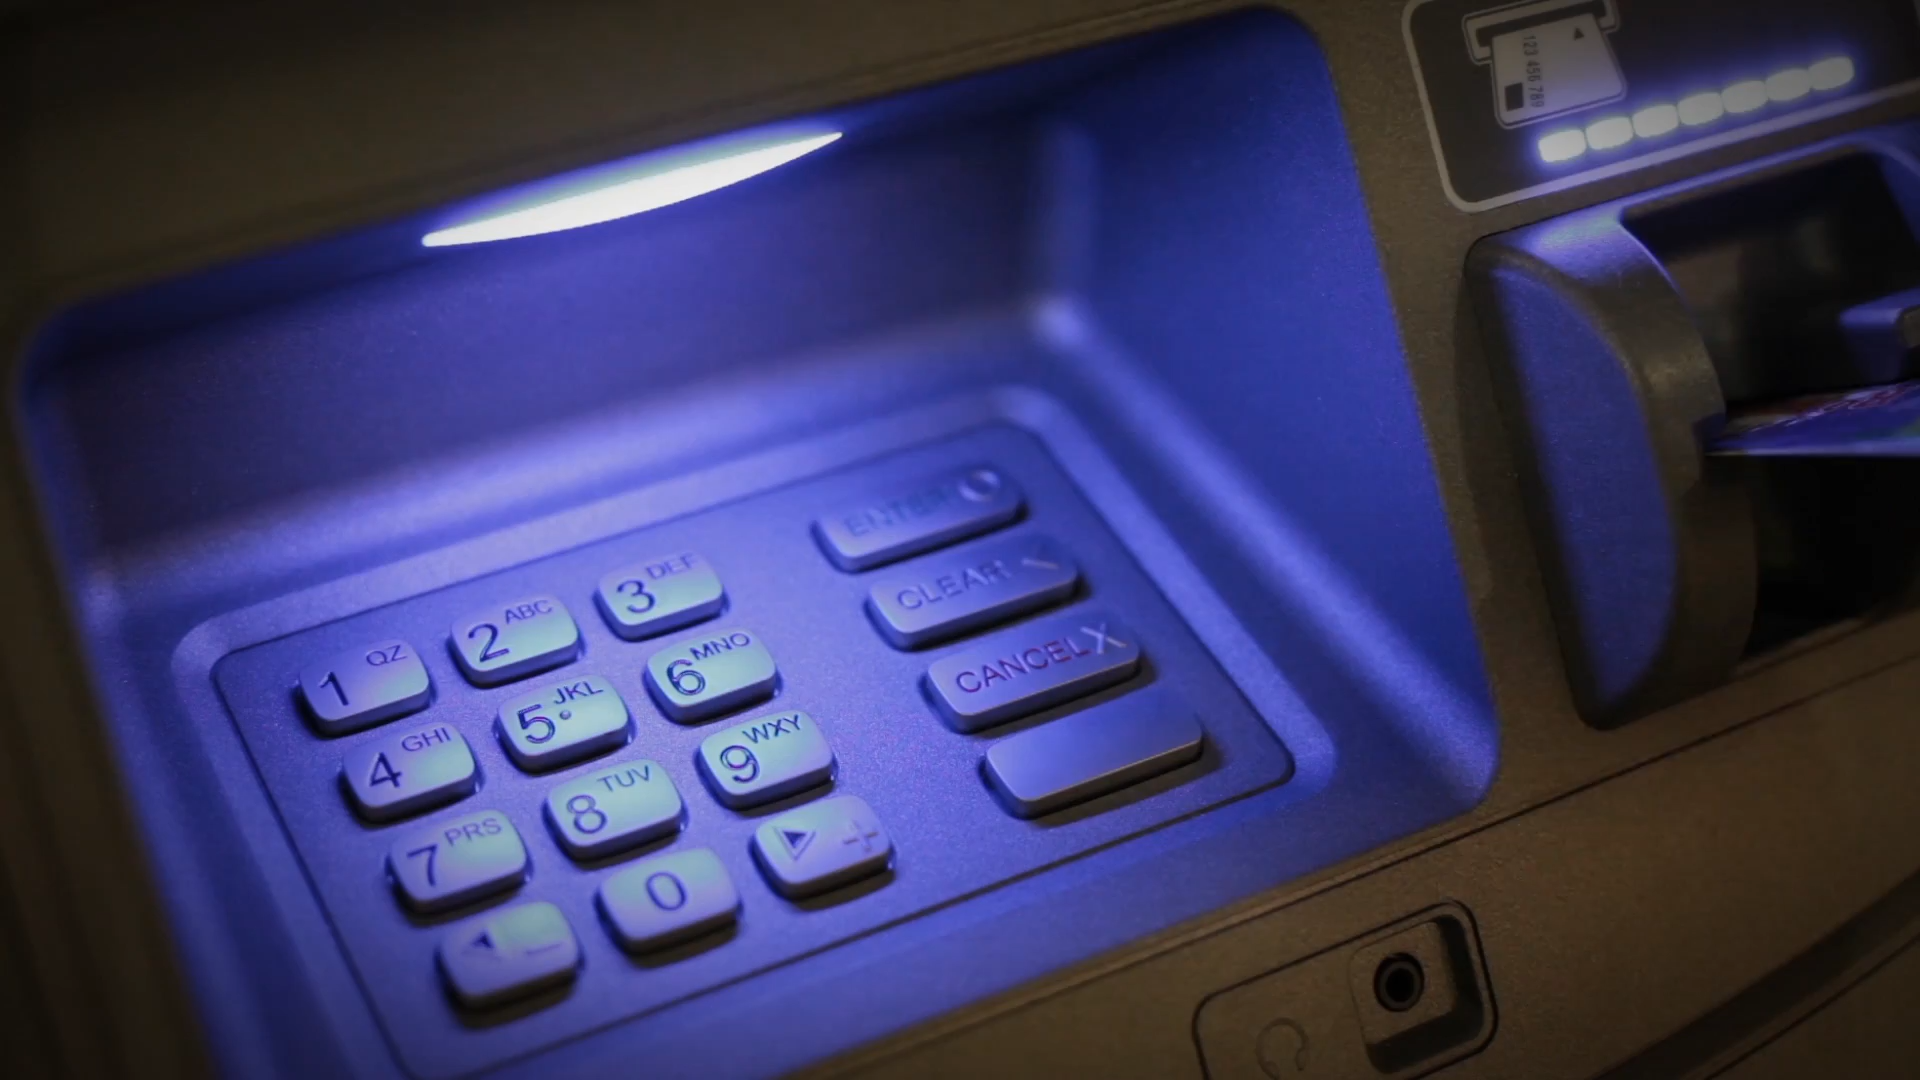 123 456 789
1 QZ
2 ABC
3 DEF
ENTER
4 GHI
5 JKL
6 MNO
CLEAR
7 PRS
8 TUV
9 WXY
CANCEL X
0
+